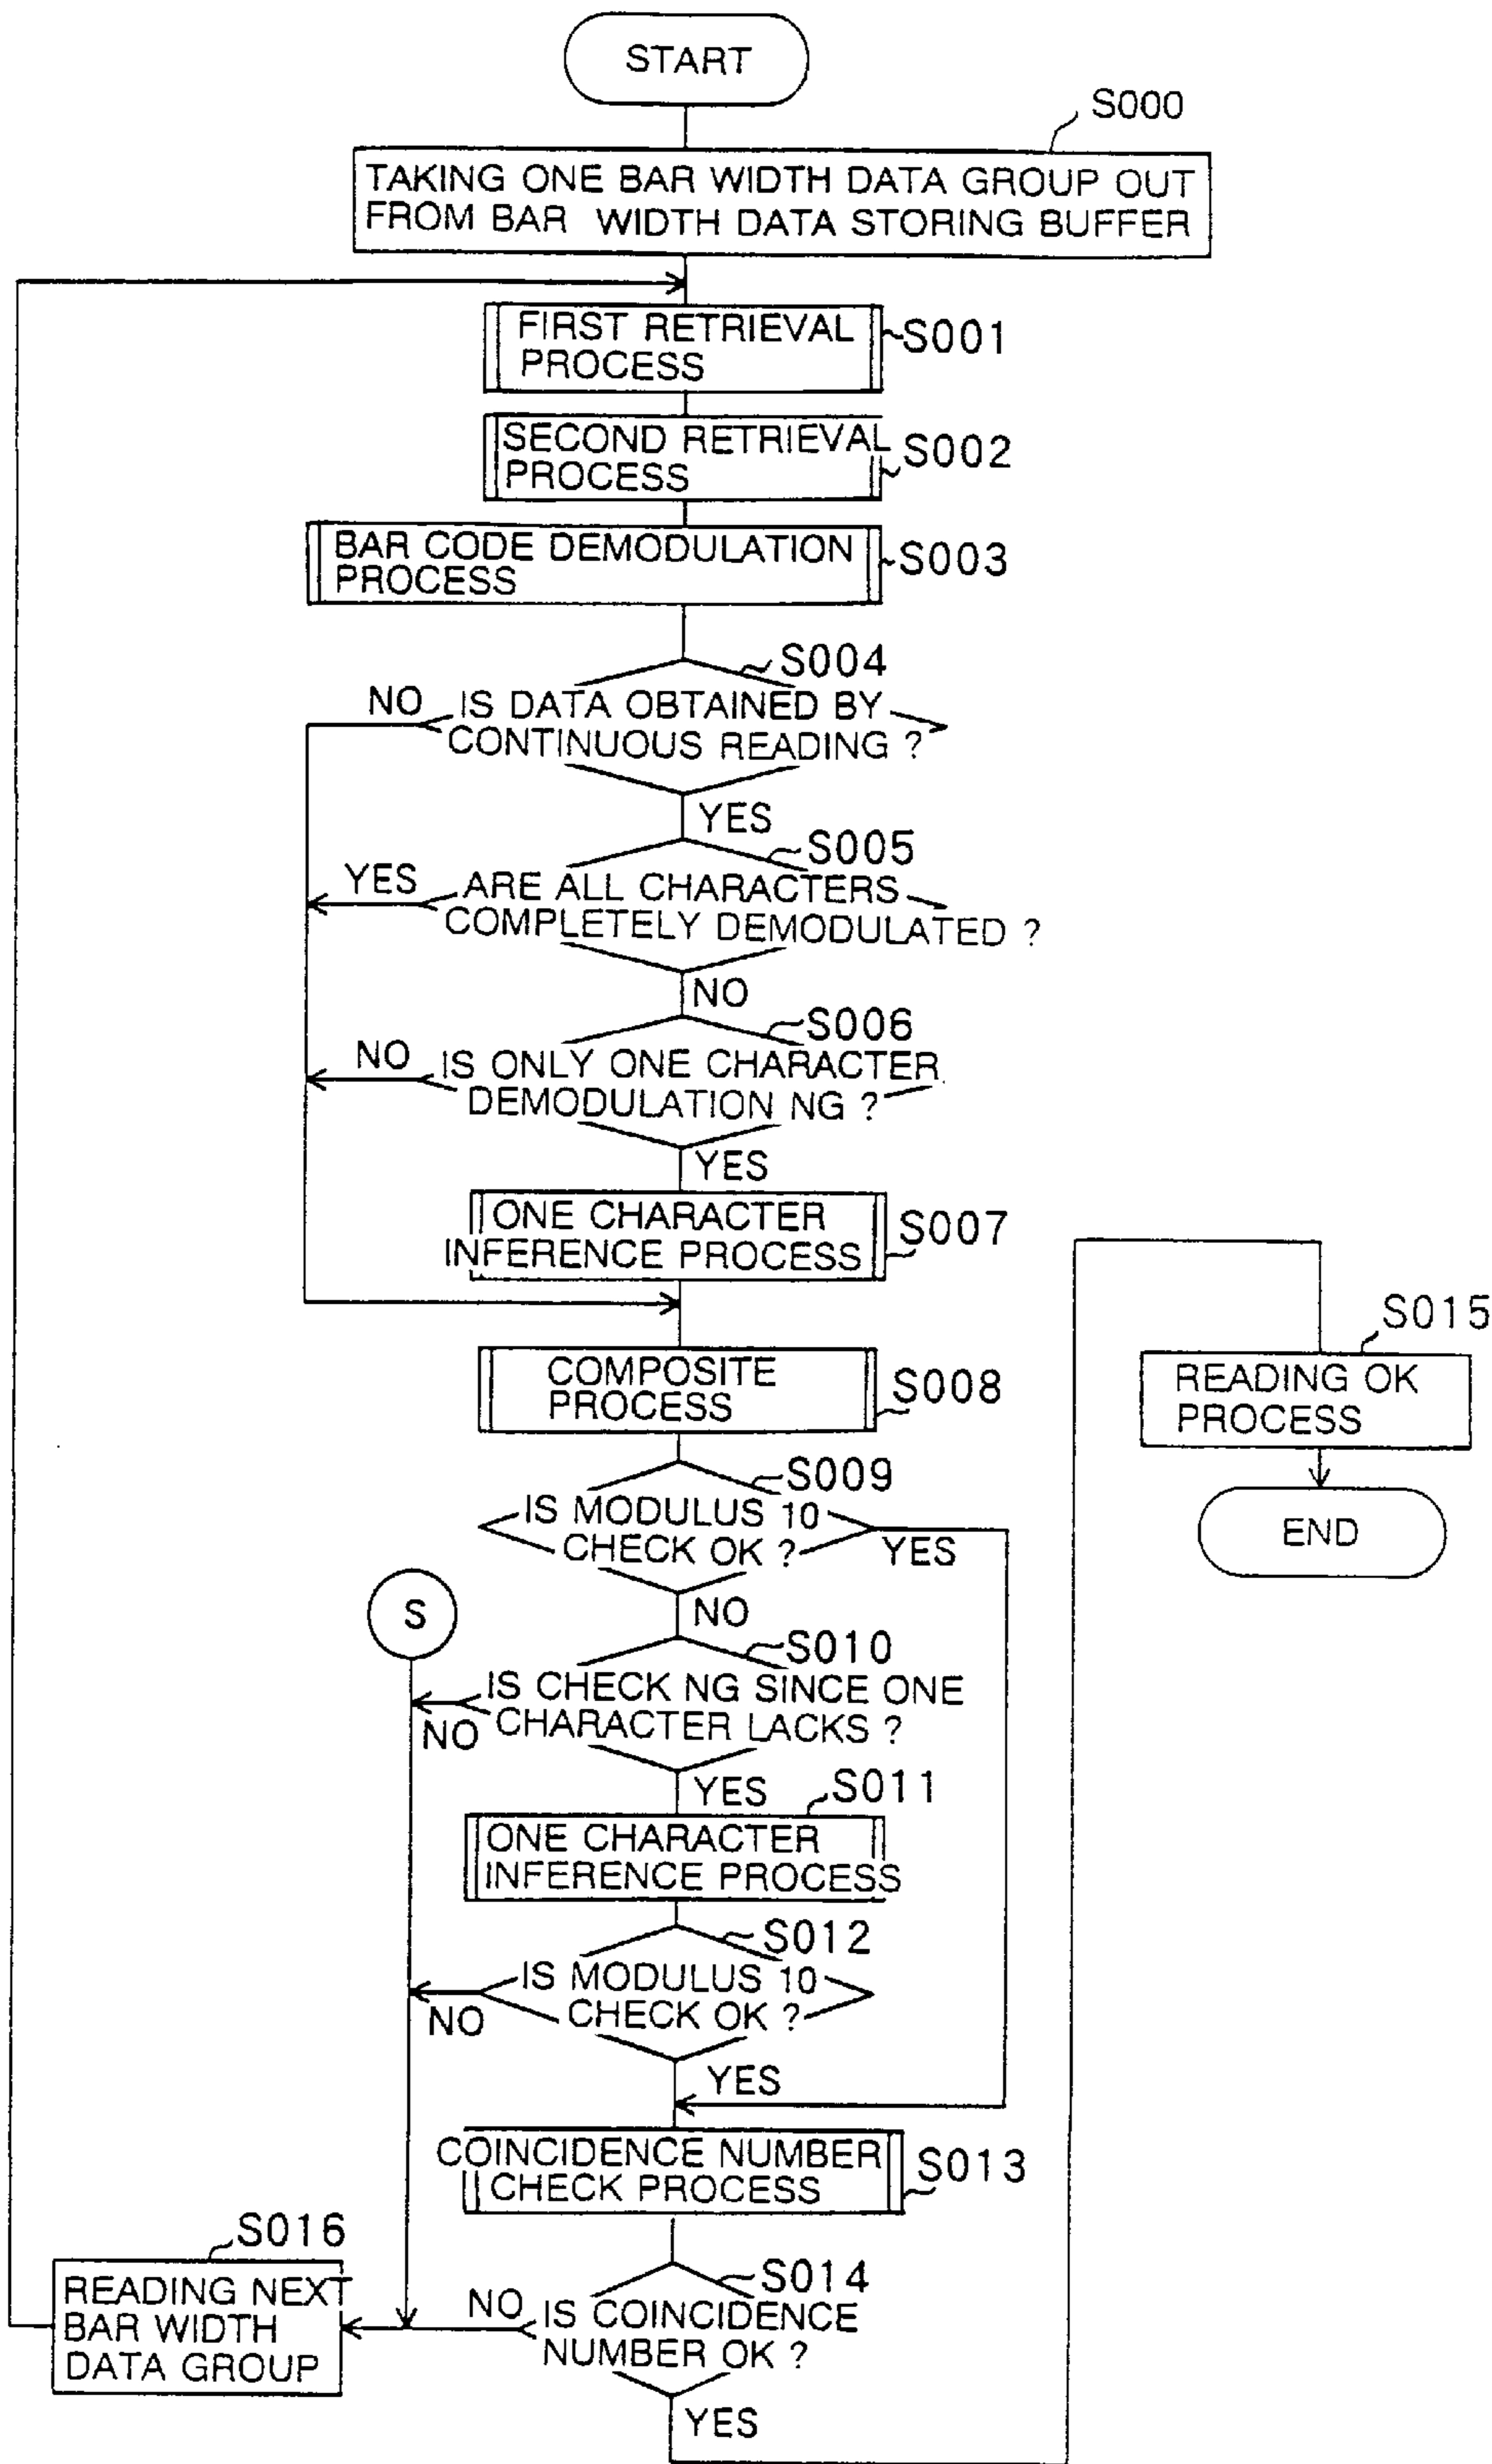 START
S000
TAKING ONE BAR WIDTH DATA GROUP OUT
FROM BAR WIDTH DATA STORING BUFFER
FIRST RETRIEVAL
PROCESS
S001
SECOND RETRIEVAL
PROCESS
S002
BAR CODE DEMODULATION
PROCESS
S003
S004
NO
IS DATA OBTAINED BY
CONTINUOUS READING ?
YES
S005
YES
ARE ALL CHARACTERS
COMPLETELY DEMODULATED ?
NO
S006
NO
IS ONLY ONE CHARACTER
DEMODULATION NG ?
YES
ONE CHARACTER
INFERENCE PROCESS
S007
COMPOSITE
PROCESS
S008
S009
IS MODULUS 10
CHECK OK ?
YES
NO
S
S010
IS CHECK NG SINCE ONE
CHARACTER LACKS ?
NO
YES
S011
ONE CHARACTER
INFERENCE PROCESS
S012
IS MODULUS 10
CHECK OK ?
NO
YES
COINCIDENCE NUMBER
CHECK PROCESS
S013
S014
NO
IS COINCIDENCE
NUMBER OK ?
YES
S016
READING NEXT
BAR WIDTH
DATA GROUP
S015
READING OK
PROCESS
END